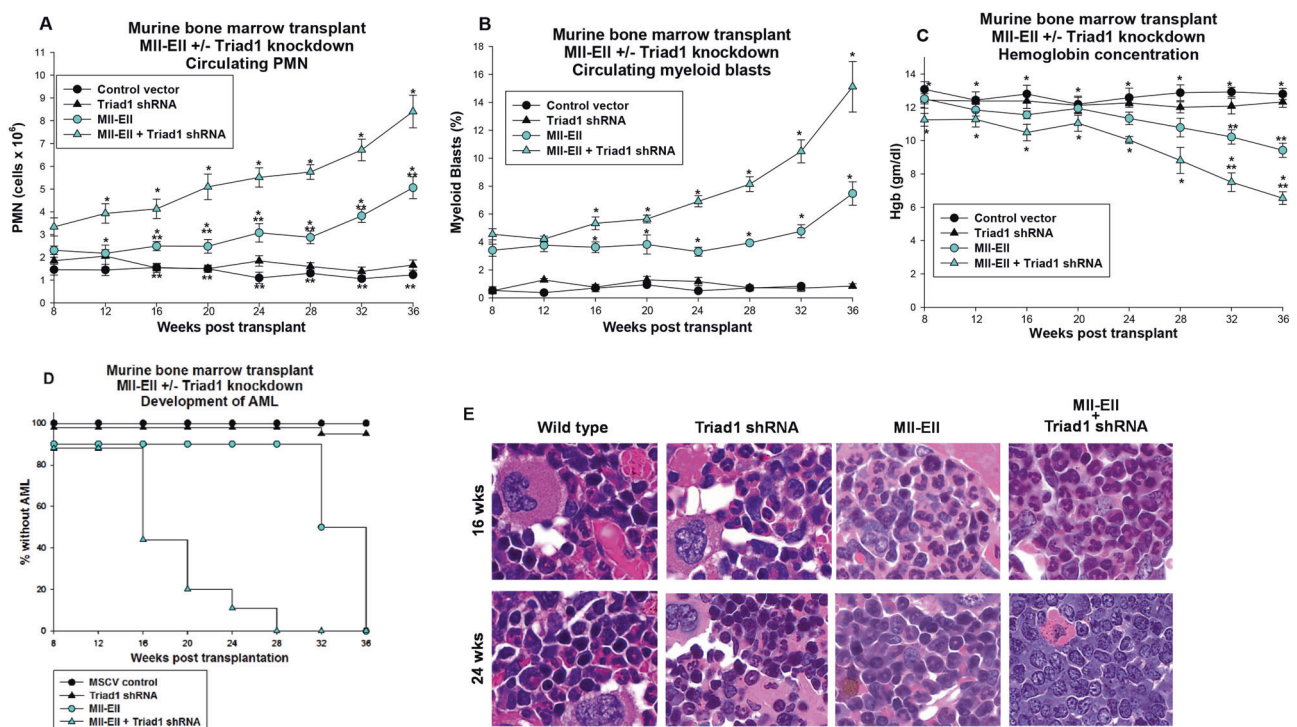 A
Murine bone marrow transplant
Mll-Ell +/- Triad1 knockdown
Circulating PMN
PMN (cells x 10⁶)
11
10
9
8
7
6
5
4
3
2
1
0
Control vector
Triad1 shRNA
Mll-Ell
Mll-Ell + Triad1 shRNA
* * * * * * *
* * ** * ** * ** * ** * ** * **
** ** ** ** ** **
8 12 16 20 24 28 32 36
Weeks post transplant
B
Murine bone marrow transplant
Mll-Ell +/- Triad1 knockdown
Circulating myeloid blasts
Myeloid Blasts (%)
18
16
14
12
10
8
6
4
2
0
Control vector
Triad1 shRNA
Mll-Ell
Mll-Ell + Triad1 shRNA
* * * * * *
* * * * * *
8 12 16 20 24 28 32 36
Weeks post transplant
C
Murine bone marrow transplant
Mll-Ell +/- Triad1 knockdown
Hemoglobin concentration
Hgb (gm/dl)
14
12
10
8
6
4
2
0
* * * * * * * *
** **
* * * * * * * ** * **
Control vector
Triad1 shRNA
Mll-Ell
Mll-Ell + Triad1 shRNA
8 12 16 20 24 28 32 36
Weeks post transplant
D
Murine bone marrow transplant
Mll-Ell +/- Triad1 knockdown
Development of AML
% without AML
100
80
60
40
20
0
8 12 16 20 24 28 32 36
Weeks post transplantation
MSCV control
Triad1 shRNA
Mll-Ell
Mll-Ell + Triad1 shRNA
E
Wild type
Triad1 shRNA
Mll-Ell
Mll-Ell
+
Triad1 shRNA
16 wks
24 wks